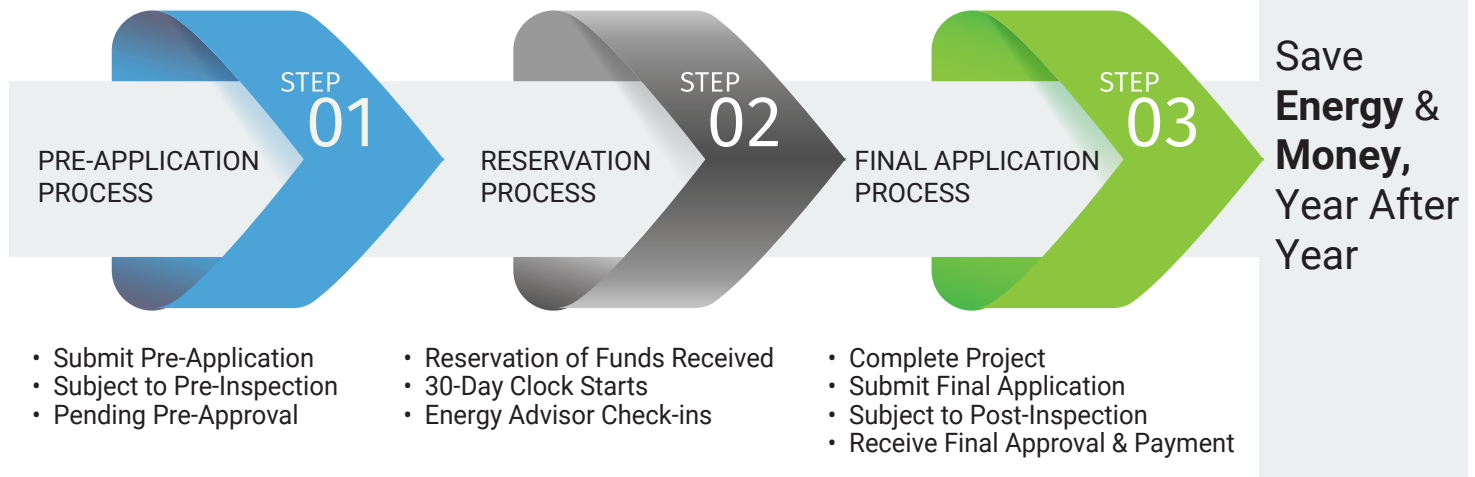 STEP
01
PRE-APPLICATION
PROCESS
• Submit Pre-Application
• Subject to Pre-Inspection
• Pending Pre-Approval
STEP
02
RESERVATION
PROCESS
• Reservation of Funds Received
• 30-Day Clock Starts
• Energy Advisor Check-ins
STEP
03
FINAL APPLICATION
PROCESS
• Complete Project
• Submit Final Application
• Subject to Post-Inspection
• Receive Final Approval & Payment
Save
Energy &
Money,
Year After
Year